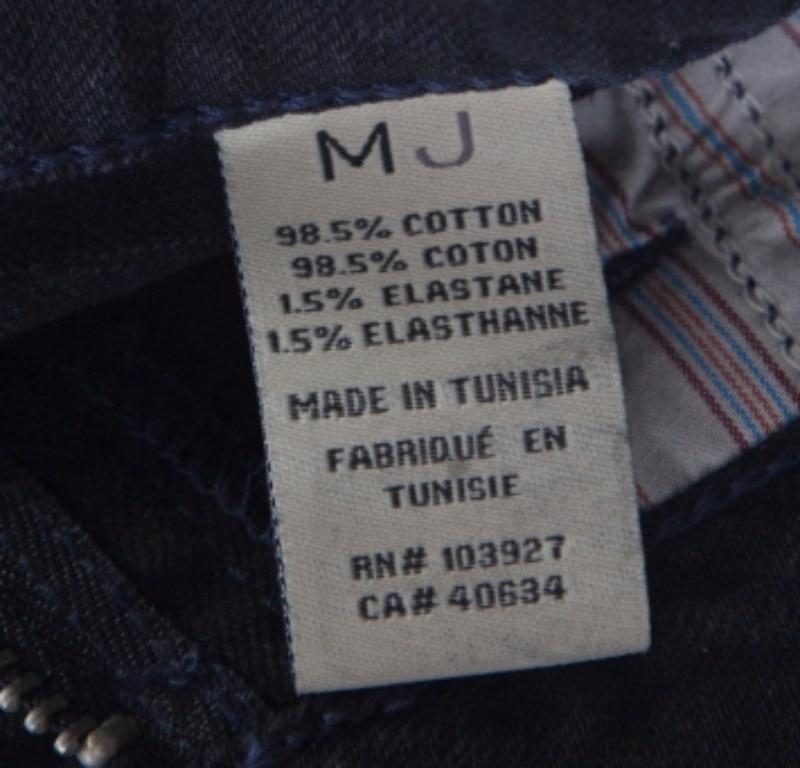 MJ
98.5% COTTON
98.5% COTON
1.5% ELASTANE
1.5% ELASTHANNE
MADE IN TUNISIA
FABRIQUÉ EN
TUNISIE
RN# 103927
CA# 40634